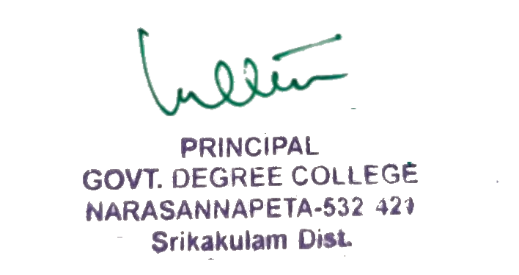 PRINCIPAL
GOVT. DEGREE COLLEGE
NARASANNAPETA-532 421
Srikakulam Dist.